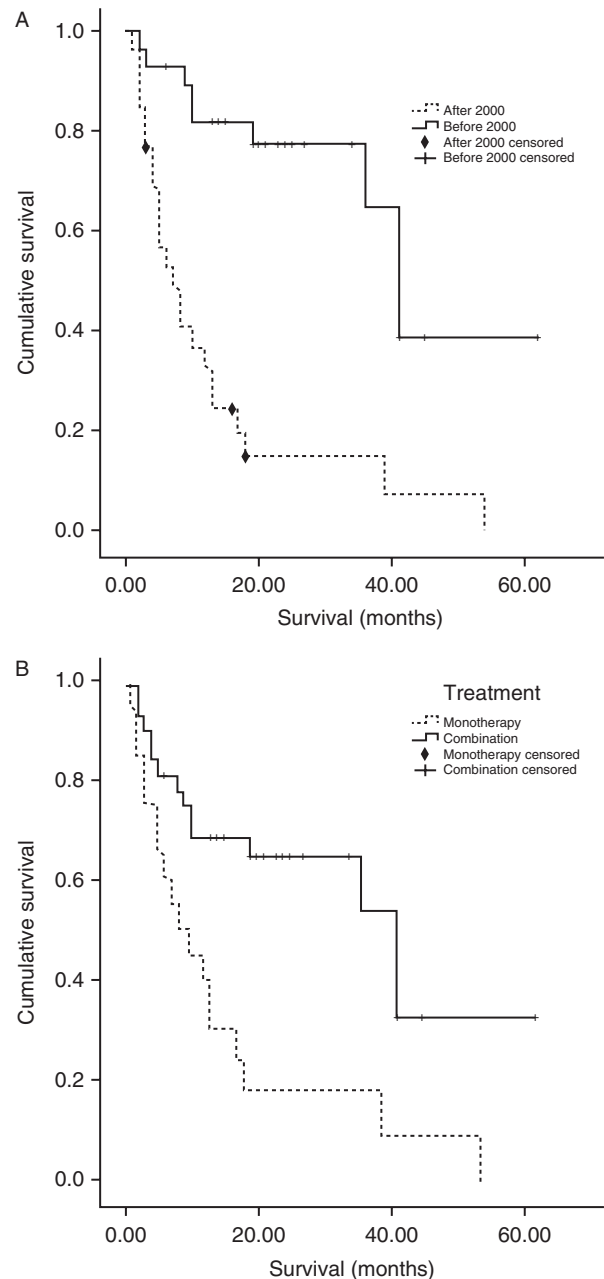 A
1.0
0.8
0.6
0.4
0.2
0.0
Cumulative survival
After 2000
Before 2000
After 2000 censored
Before 2000 censored
0.00 20.00 40.00 60.00
Survival (months)
B
1.0
0.8
0.6
0.4
0.2
0.0
Cumulative survival
Treatment
Monotherapy
Combination
Monotherapy censored
Combination censored
0.00 20.00 40.00 60.00
Survival (months)